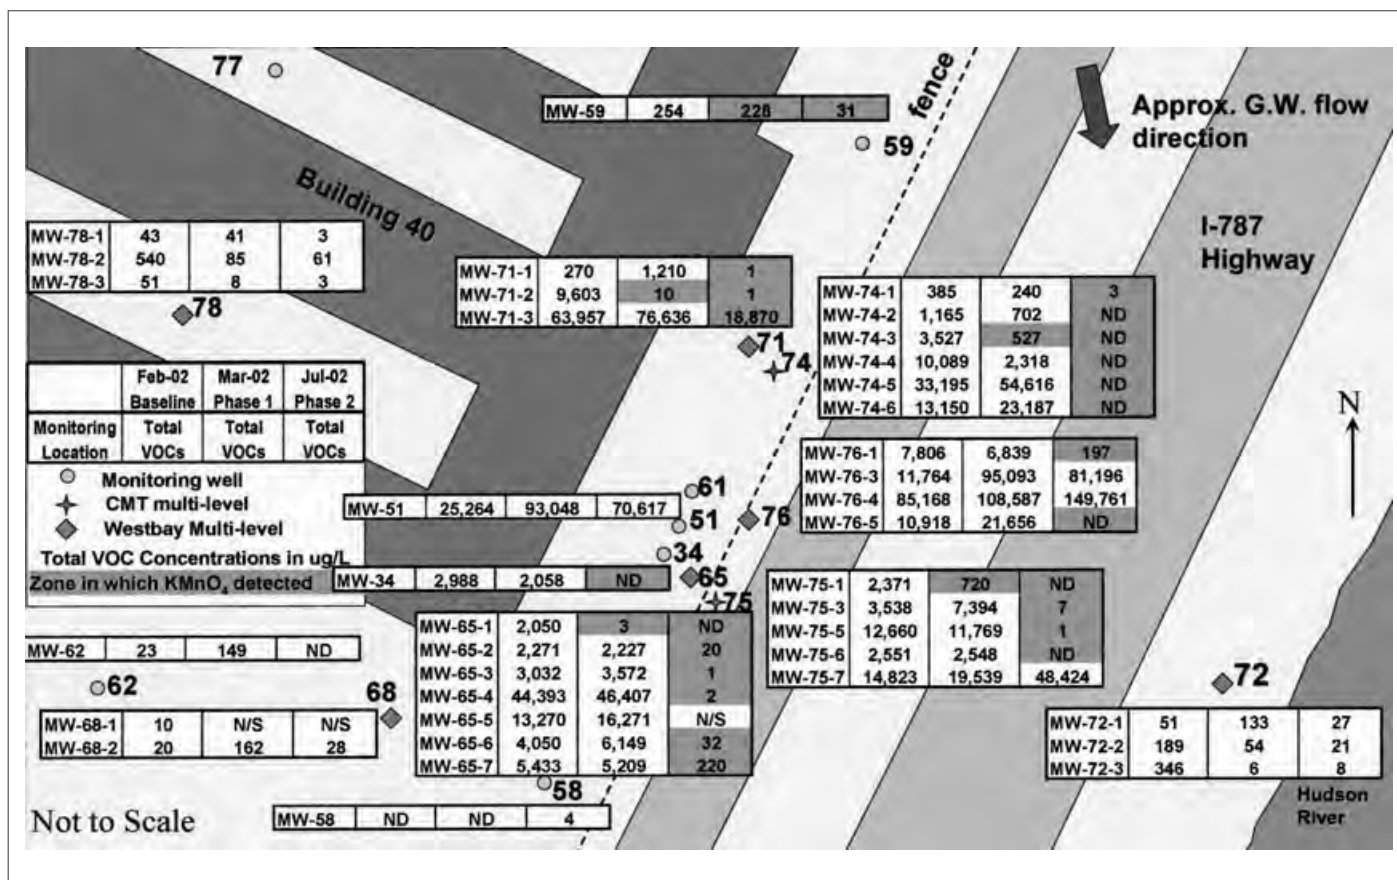 77
MW-59 254 228 31
fence
59
Approx. G.W. flow
direction
Building 40
I-787
Highway
MW-78-1 43 41 3
MW-78-2 540 85 61
MW-78-3 51 8 3
78
MW-71-1 270 1,210 1
MW-71-2 9,603 10 1
MW-71-3 63,957 76,636 18,870
71
74
MW-74-1 385 240 3
MW-74-2 1,165 702 ND
MW-74-3 3,527 527 ND
MW-74-4 10,089 2,318 ND
MW-74-5 33,195 54,616 ND
MW-74-6 13,150 23,187 ND
N
Feb-02 Mar-02 Jul-02
Baseline Phase 1 Phase 2
Monitoring Total Total Total
Location VOCs VOCs VOCs
Monitoring well
CMT multi-level
Westbay Multi-level
Total VOC Concentrations in ug/L
Zone in which KMnO4 detected
MW-76-1 7,806 6,839 197
MW-76-3 11,764 95,093 81,196
MW-76-4 85,168 108,587 149,761
MW-76-5 10,918 21,656 ND
61
MW-51 25,264 93,048 70,617
51
76
34
MW-34 2,988 2,058 ND
65
75
MW-75-1 2,371 720 ND
MW-75-3 3,538 7,394 7
MW-75-5 12,660 11,769 1
MW-75-6 2,551 2,548 ND
MW-75-7 14,823 19,539 48,424
MW-65-1 2,050 3 ND
MW-65-2 2,271 2,227 20
MW-65-3 3,032 3,572 1
MW-65-4 44,393 46,407 2
MW-65-5 13,270 16,271 N/S
MW-65-6 4,050 6,149 32
MW-65-7 5,433 5,209 220
MW-62 23 149 ND
62
68
MW-68-1 10 N/S N/S
MW-68-2 20 162 28
72
MW-72-1 51 133 27
MW-72-2 189 54 21
MW-72-3 346 6 8
58
MW-58 ND ND 4
Not to Scale
Hudson
River